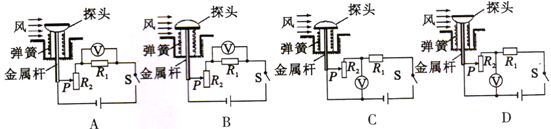 探头 风 弹簧 金属杆 P R₂ R₁ V S A
探头 风 弹簧 金属杆 P R₂ R₁ V S B
探头 风 弹簧 金属杆 P R₂ R₁ V S C
探头 风 弹簧 金属杆 P R₂ R₁ V S D